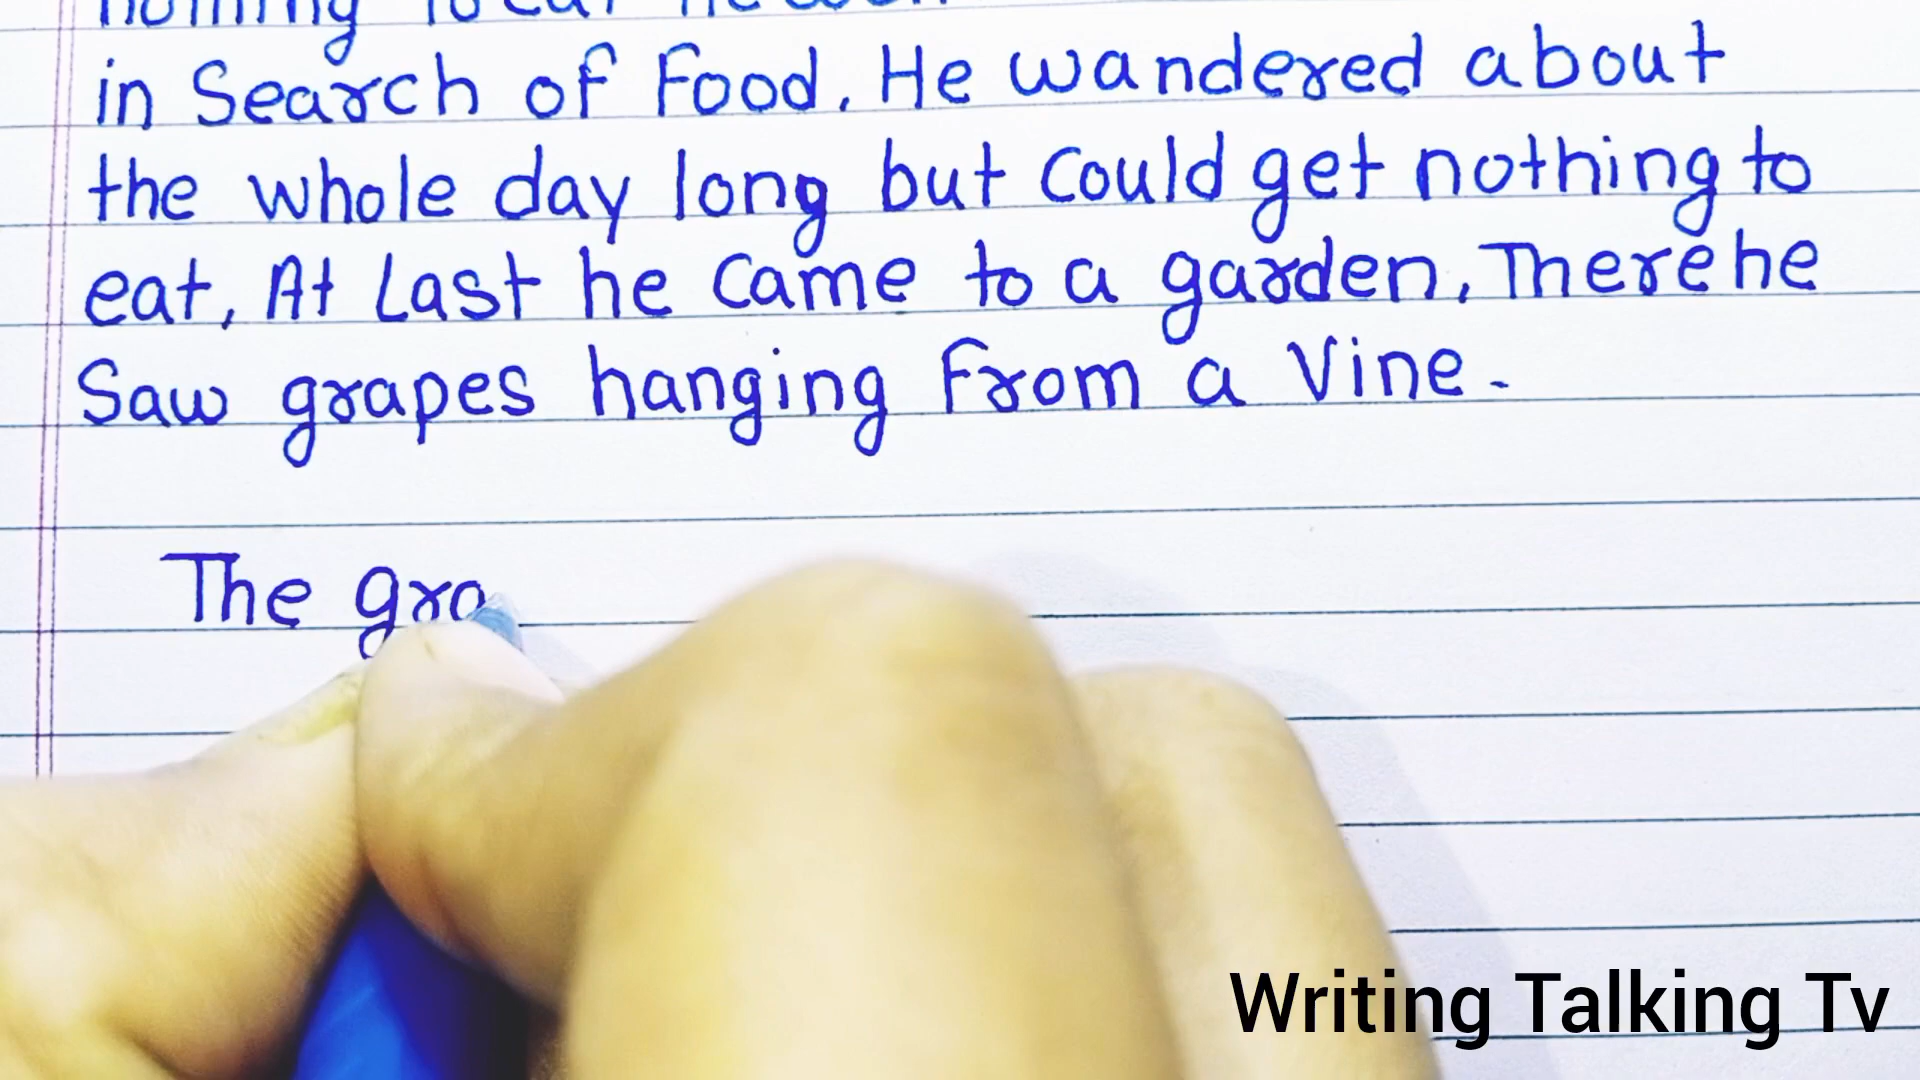 in Search of Food. He wandered about
the whole day long but Could get nothing to
eat, At Last he Came to a garden, There he
Saw grapes hanging From a Vine.
The gra
Writing Talking Tv